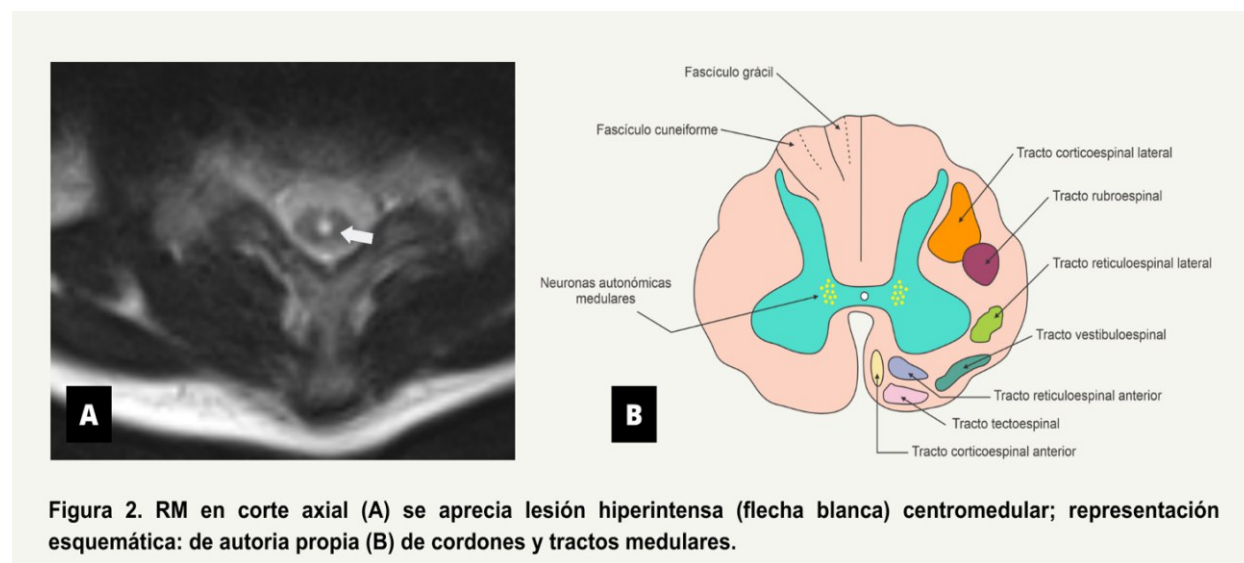 Fascículo grácil
Fascículo cuneiforme
Tracto corticoespinal lateral
Tracto rubroespinal
Tracto reticuloespinal lateral
Neuronas autonómicas
medulares
Tracto vestibuloespinal
Tracto reticuloespinal anterior
Tracto tectoespinal
Tracto corticoespinal anterior
A
B
Figura 2. RM en corte axial (A) se aprecia lesión hiperintensa (flecha blanca) centromedular; representación
esquemática: de autoria propia (B) de cordones y tractos medulares.